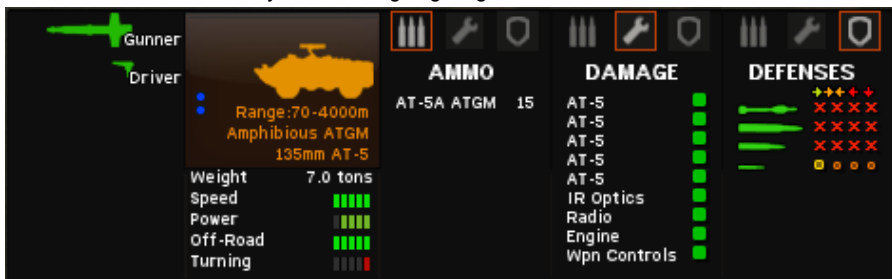 Gunner
Driver
Range:70-4000m
Amphibious ATGM
135mm AT-5
Weight 7.0 tons
Speed
Power
Off-Road
Turning
AMMO
AT-5A ATGM 15
DAMAGE
AT-5
AT-5
AT-5
AT-5
AT-5
IR Optics
Radio
Engine
Wpn Controls
DEFENSES